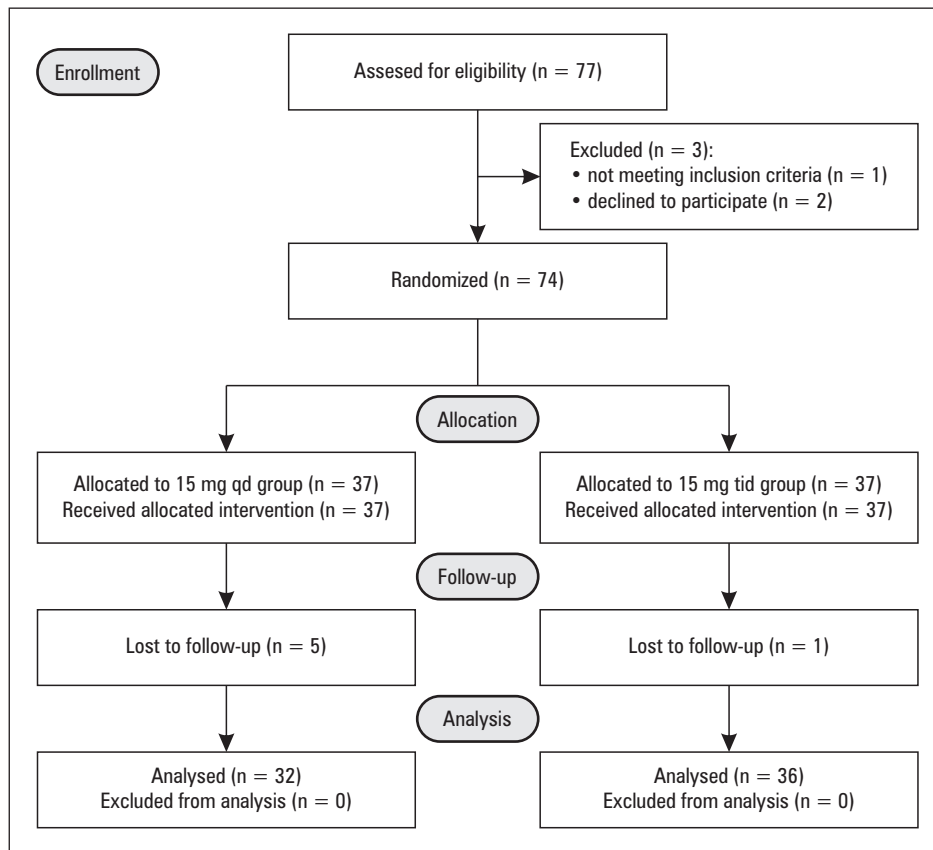 Enrollment
Assesed for eligibility (n = 77)
Excluded (n = 3):
• not meeting inclusion criteria (n = 1)
• declined to participate (n = 2)
Randomized (n = 74)
Allocation
Allocated to 15 mg qd group (n = 37)
Received allocated intervention (n = 37)
Allocated to 15 mg tid group (n = 37)
Received allocated intervention (n = 37)
Follow-up
Lost to follow-up (n = 5)
Lost to follow-up (n = 1)
Analysis
Analysed (n = 32)
Excluded from analysis (n = 0)
Analysed (n = 36)
Excluded from analysis (n = 0)